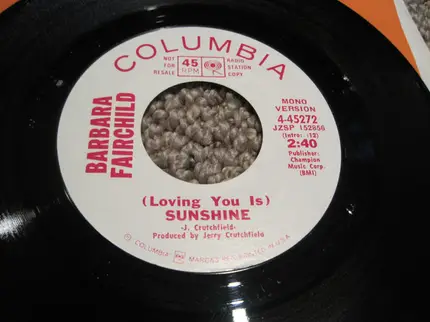 COLUMBIA
NOT FOR RESALE
45 RPM
RADIO STATION COPY
BARBARA FAIRCHILD
MONO VERSION
4-45272
JZSP 152858
(Intro: :12)
2:40
Publisher:
Champion
Music Corp.
(BMI)
(Loving You Is)
SUNSHINE
-J. Crutchfield-
Produced by Jerry Crutchfield
COLUMBIA
MARCAS REG.
U.S.A.